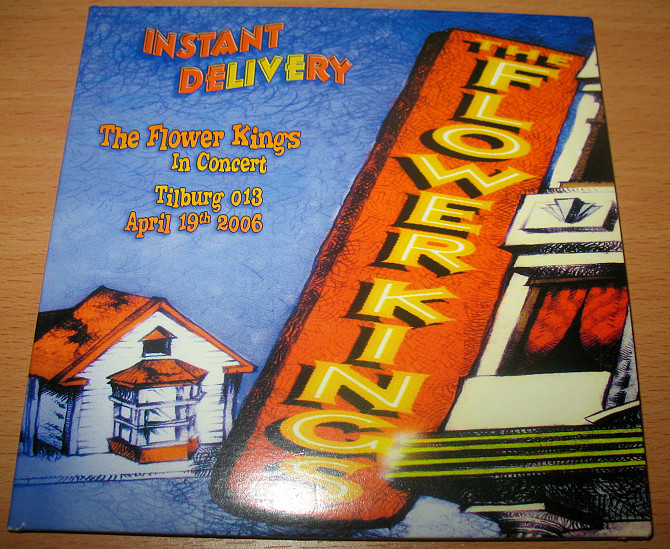 INSTANT
DELIVERY
The Flower Kings
In Concert
Tilburg 013
April 19th 2006
THE
FLOWER KINGS